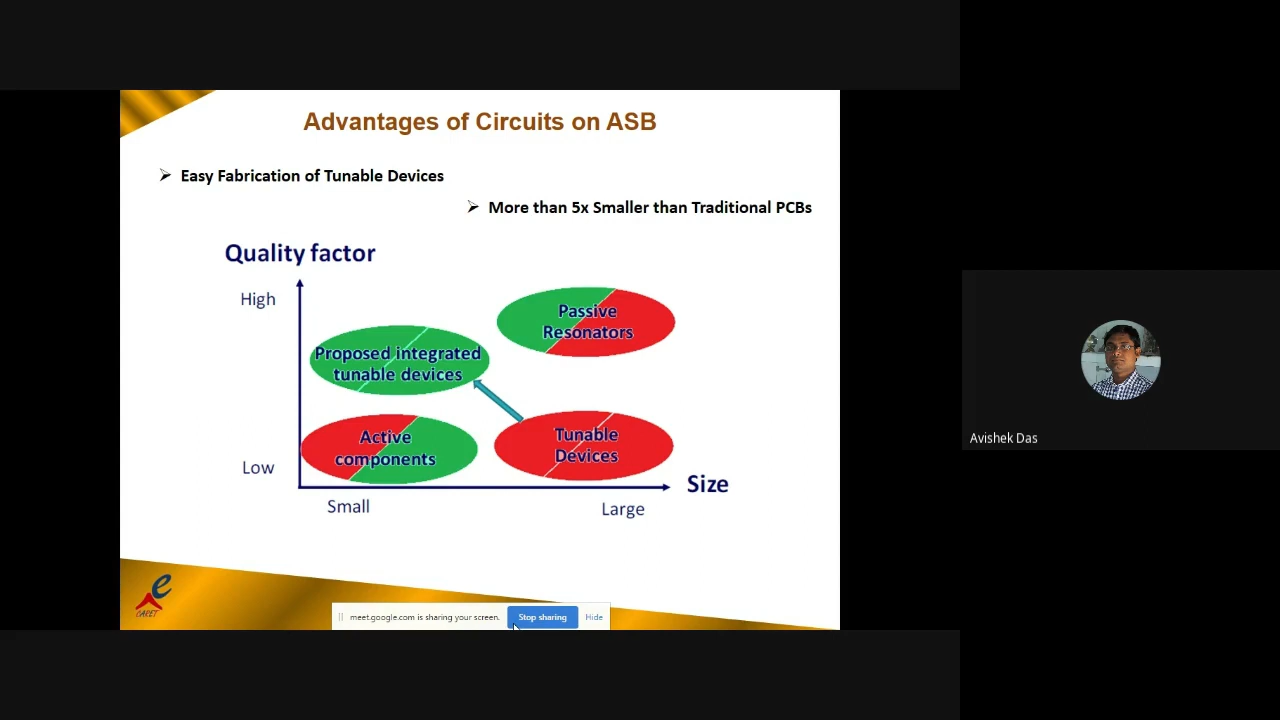 Advantages of Circuits on ASB
➢ Easy Fabrication of Tunable Devices
➢ More than 5x Smaller than Traditional PCBs
Quality factor
High
Passive
Resonators
Proposed integrated
tunable devices
Active
components
Tunable
Devices
Low
Size
Small
Large
e
CARET
meet.google.com is sharing your screen.
Stop sharing
Hide
Avishek Das